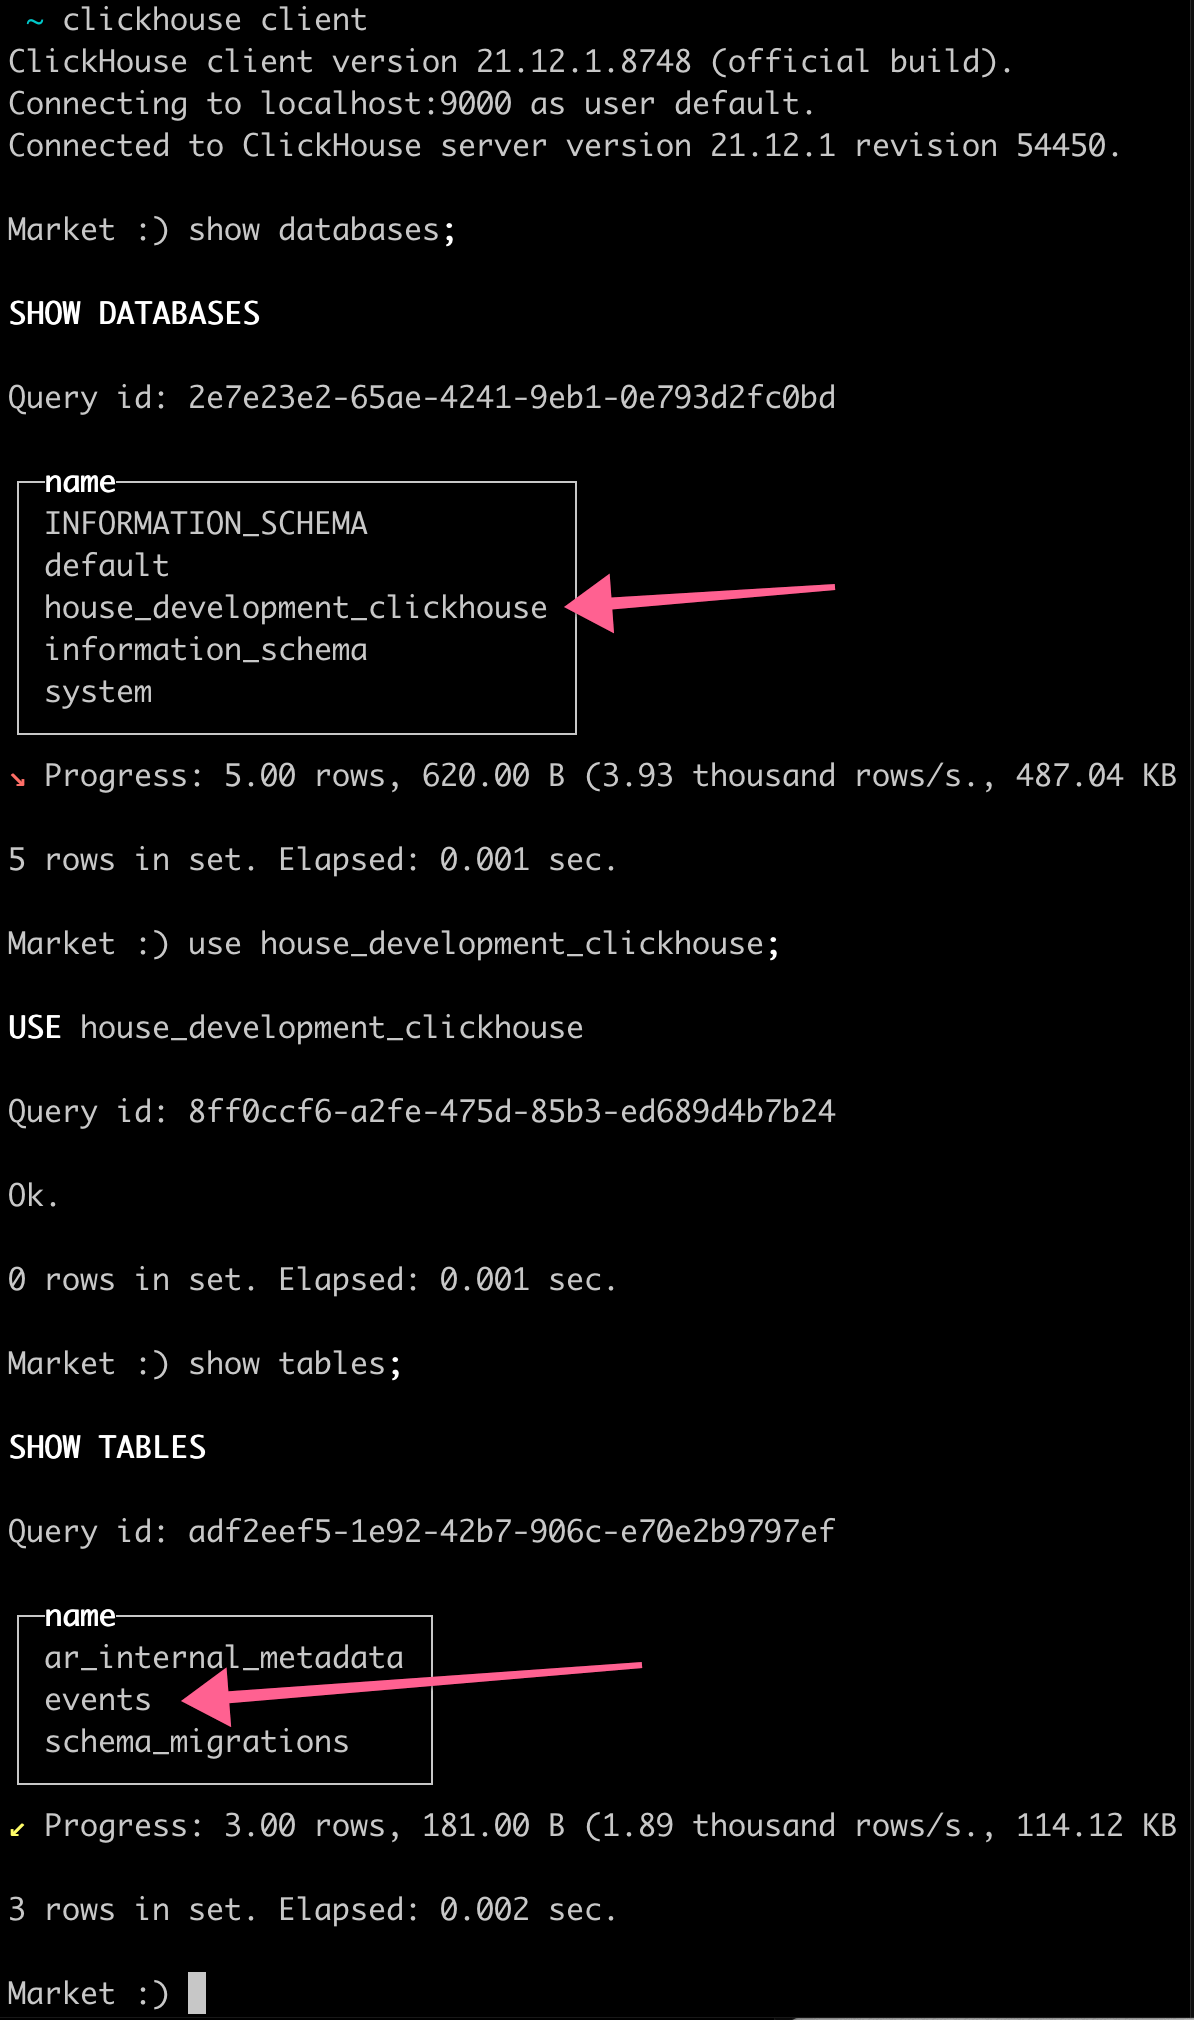 ~ clickhouse client
ClickHouse client version 21.12.1.8748 (official build).
Connecting to localhost:9000 as user default.
Connected to ClickHouse server version 21.12.1 revision 54450.
Market :) show databases;
SHOW DATABASES
Query id: 2e7e23e2-65ae-4241-9eb1-0e793d2fc0bd
name
INFORMATION_SCHEMA
default
house_development_clickhouse
information_schema
system
↘ Progress: 5.00 rows, 620.00 B (3.93 thousand rows/s., 487.04 KB
5 rows in set. Elapsed: 0.001 sec.
Market :) use house_development_clickhouse;
USE house_development_clickhouse
Query id: 8ff0ccf6-a2fe-475d-85b3-ed689d4b7b24
Ok.
0 rows in set. Elapsed: 0.001 sec.
Market :) show tables;
SHOW TABLES
Query id: adf2eef5-1e92-42b7-906c-e70e2b9797ef
name
ar_internal_metadata
events
schema_migrations
↙ Progress: 3.00 rows, 181.00 B (1.89 thousand rows/s., 114.12 KB
3 rows in set. Elapsed: 0.002 sec.
Market :)